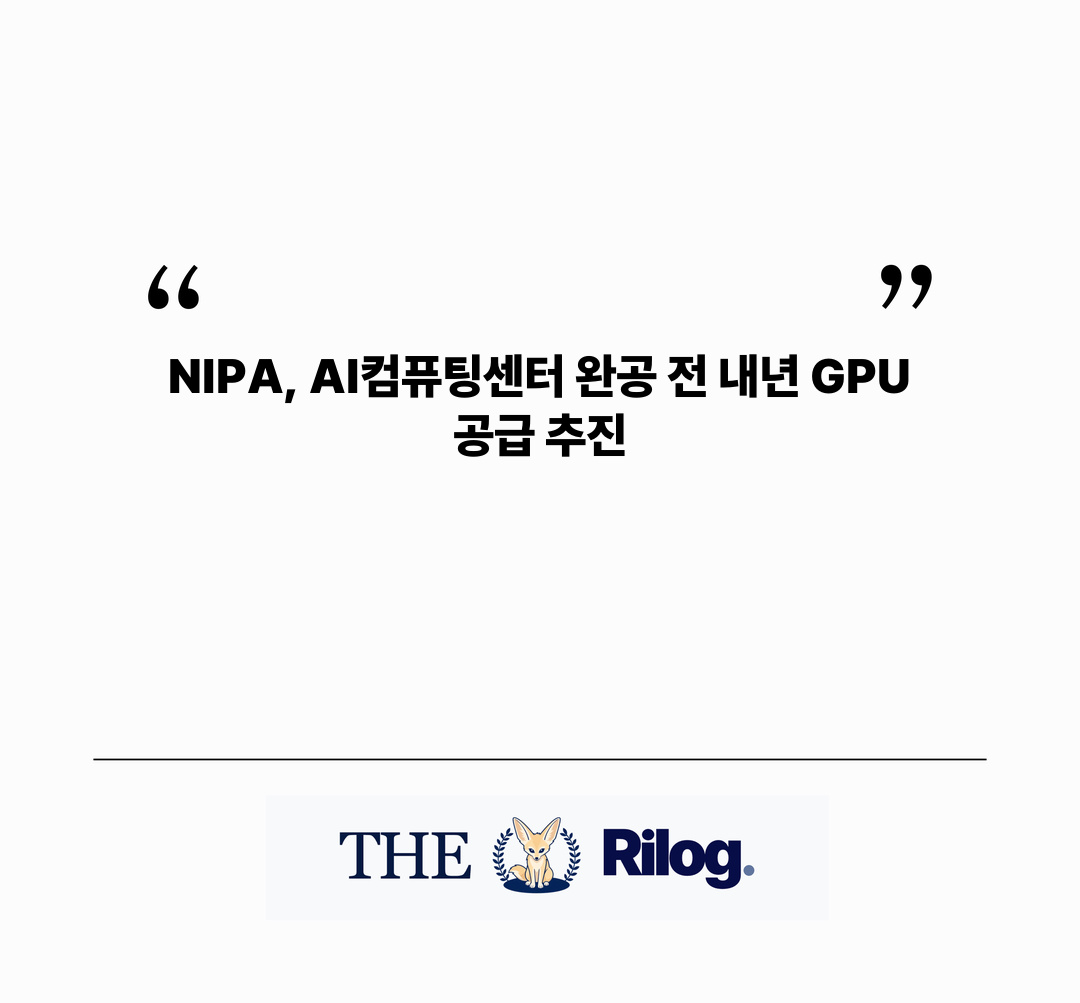 “ ”
NIPA, AI컴퓨팅센터 완공 전 내년 GPU
공급 추진
THE Rilog.